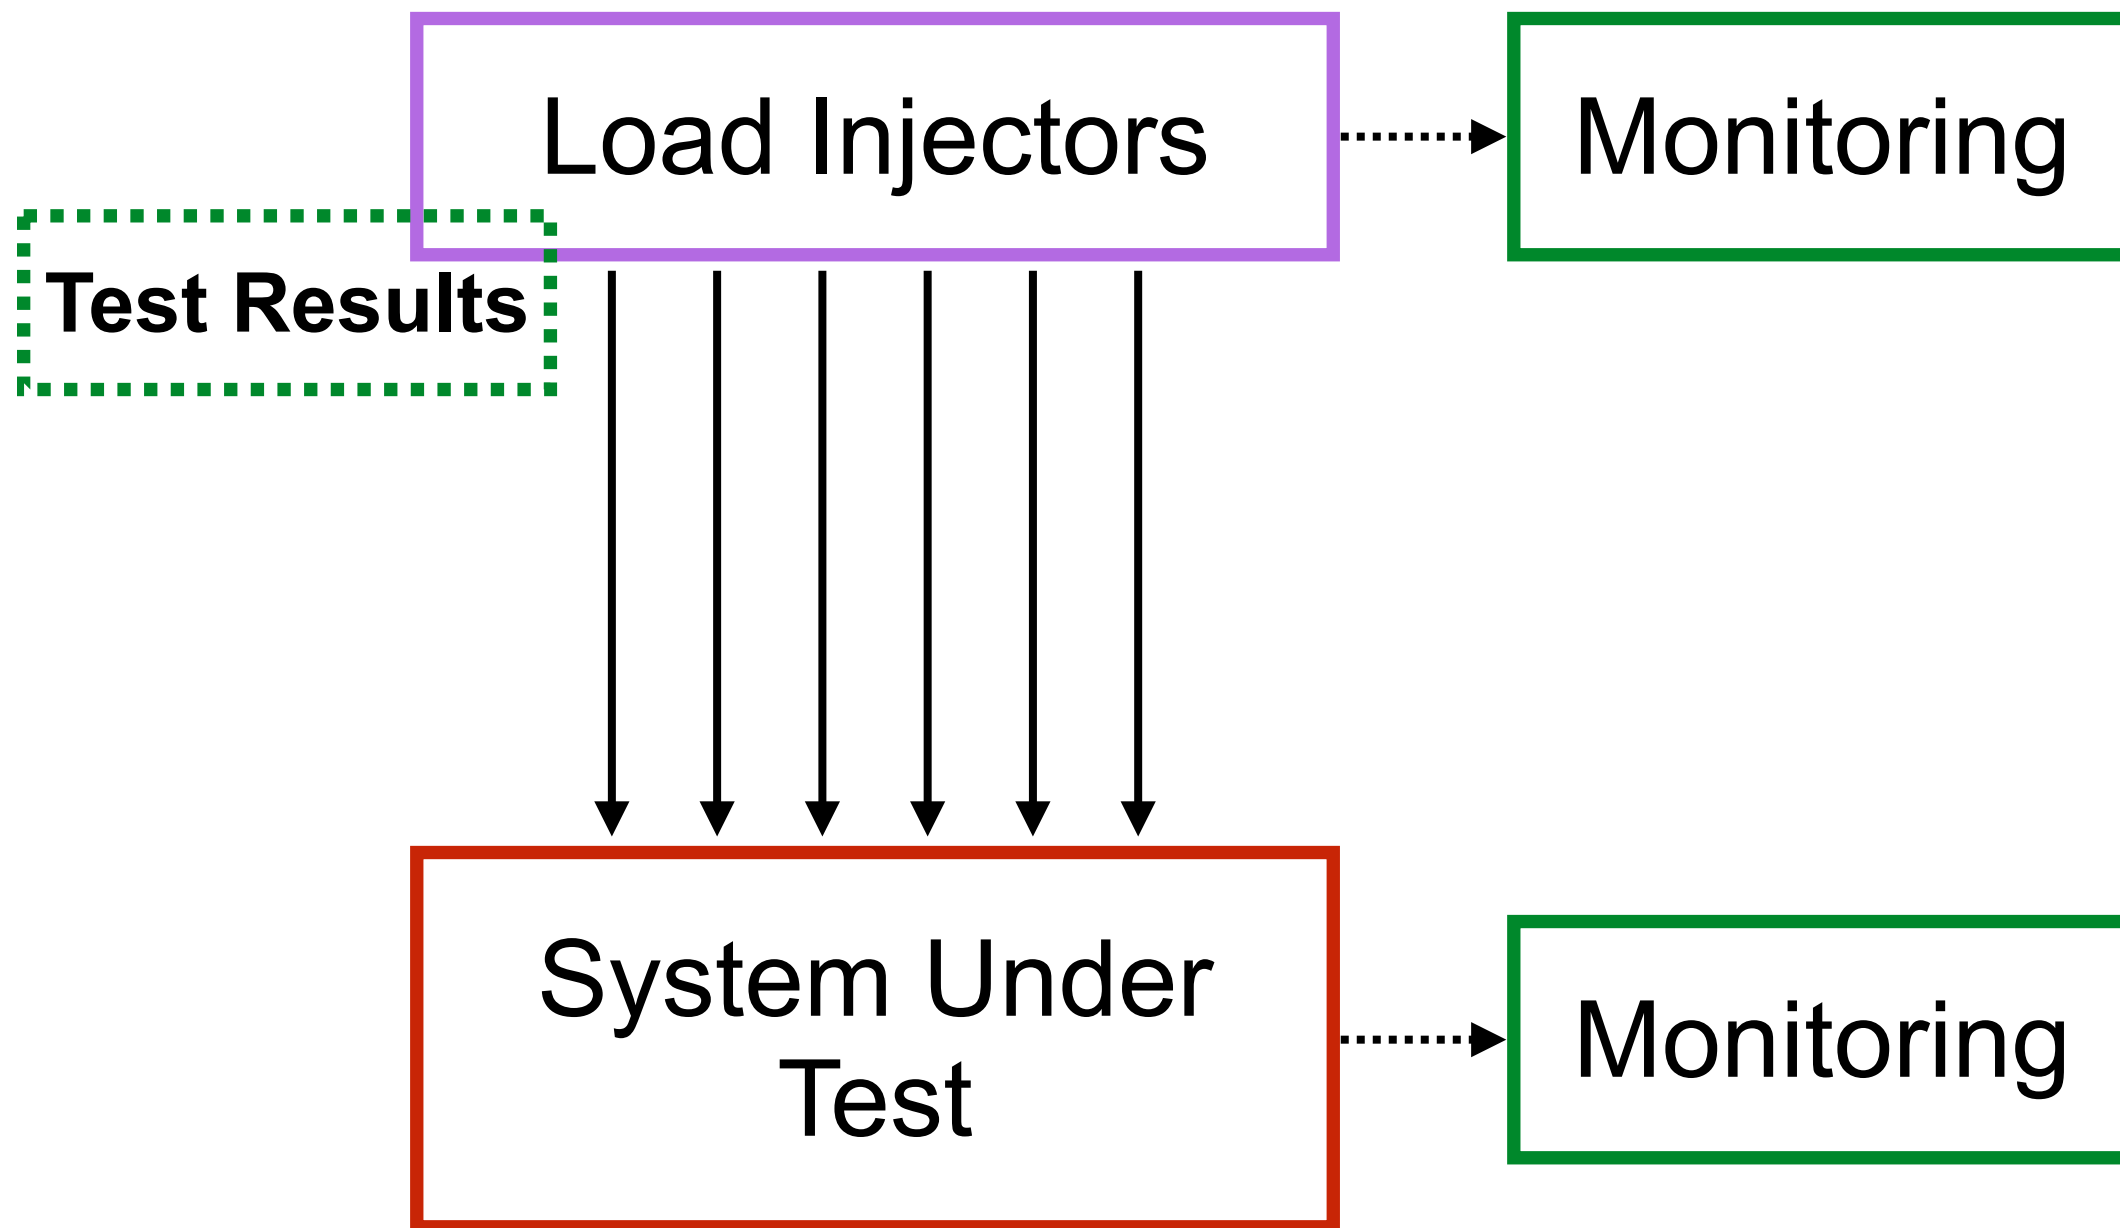 Load Injectors
Monitoring
Test Results
System Under
Test
Monitoring